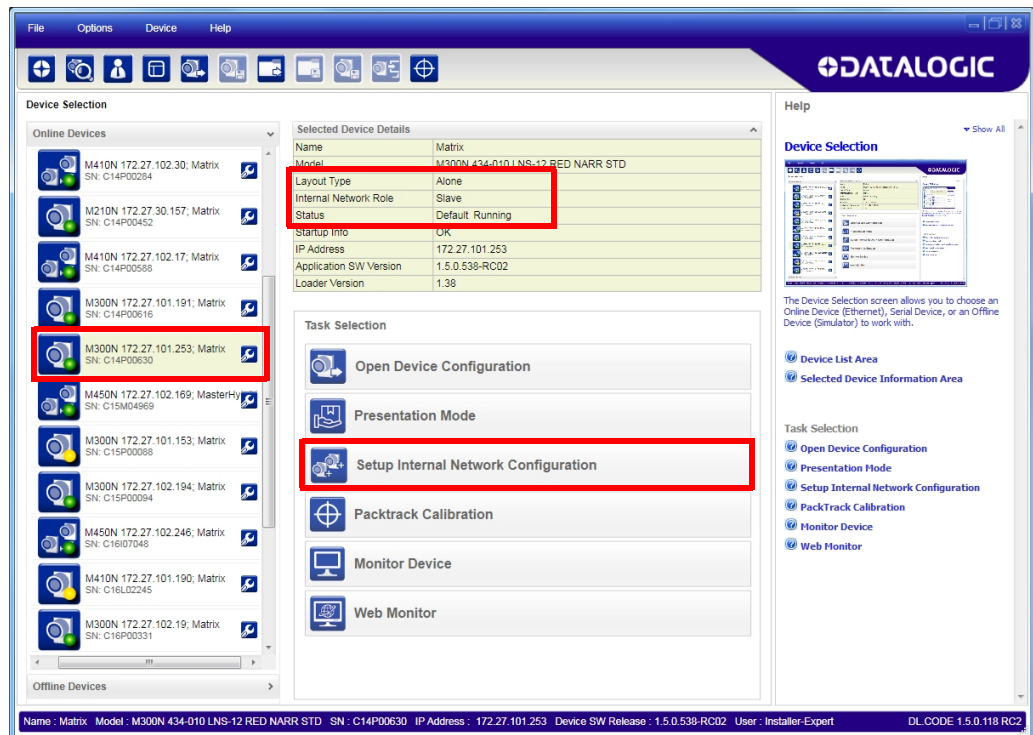 File Options Device Help
DATALOGIC
Device Selection
Online Devices
M410N 172.27.102.30; Matrix
SN: C14P00284
M210N 172.27.30.157; Matrix
SN: C14P00452
M410N 172.27.102.17; Matrix
SN: C14P00588
M300N 172.27.101.191; Matrix
SN: C14P00616
M300N 172.27.101.253; Matrix
SN: C14P00630
M450N 172.27.102.169; MasterHy
SN: C15M04969
M300N 172.27.101.153; Matrix
SN: C15P00088
M300N 172.27.102.194; Matrix
SN: C15P00094
M450N 172.27.102.246; Matrix
SN: C16I07048
M410N 172.27.101.190; Matrix
SN: C16L02245
M300N 172.27.102.19; Matrix
SN: C16P00331
Offline Devices
Selected Device Details
Name Matrix
Model M300N 434-010 LNS-12 RED NARR STD
Layout Type Alone
Internal Network Role Slave
Status Default Running
Startup Info OK
IP Address 172.27.101.253
Application SW Version 1.5.0.538-RC02
Loader Version 1.38
Task Selection
Open Device Configuration
Presentation Mode
Setup Internal Network Configuration
Packtrack Calibration
Monitor Device
Web Monitor
Help
Show All
Device Selection
The Device Selection screen allows you to choose an
Online Device (Ethernet), Serial Device, or an Offline
Device (Simulator) to work with.
Device List Area
Selected Device Information Area
Task Selection
Open Device Configuration
Presentation Mode
Setup Internal Network Configuration
PackTrack Calibration
Monitor Device
Web Monitor
Name : Matrix Model : M300N 434-010 LNS-12 RED NARR STD SN : C14P00630 IP Address : 172.27.101.253 Device SW Release : 1.5.0.538-RC02 User : Installer-Expert DL.CODE 1.5.0.118 RC2